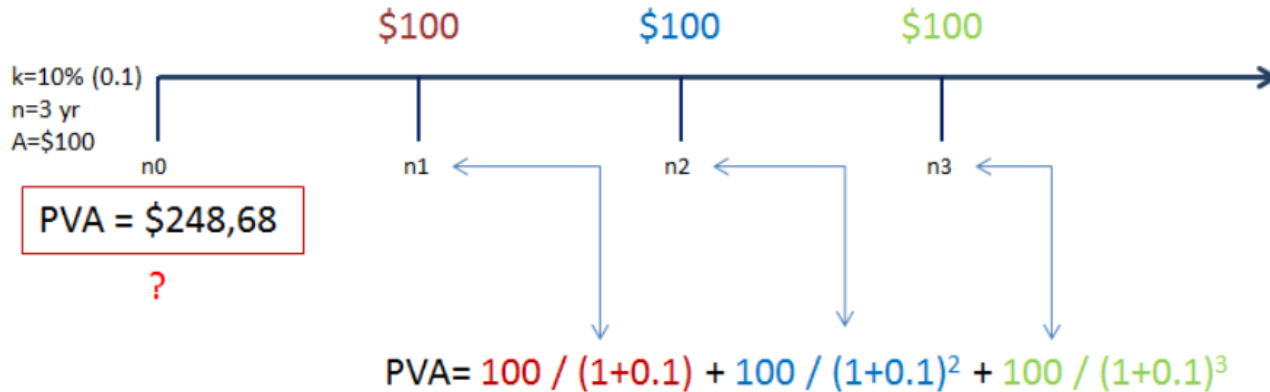 $100 $100 $100
k=10% (0.1)
n=3 yr
A=$100
n0 n1 n2 n3
PVA = $248,68
?
PVA= 100 / (1+0.1) + 100 / (1+0.1)² + 100 / (1+0.1)³